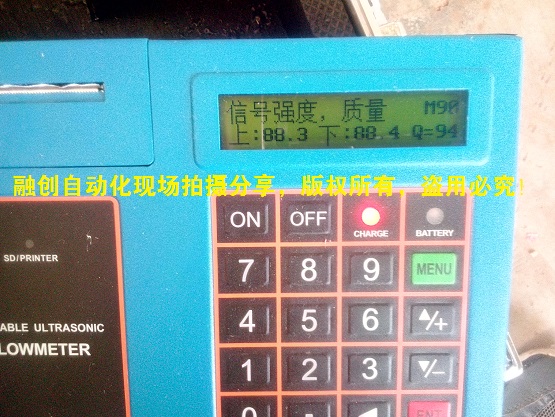 信号强度，质量 M90
上:88.3 下:88.4 Q=94
融创自动化现场拍摄分享，版权所有，盗用必究！
ON OFF
CHARGE BATTERY
SD/PRINTER
7 8 9 MENU
4 5 6 ▲/+
ABLE ULTRASONIC
LOWMETER
1 2 3 ▼/-
0 . ◄ ENT